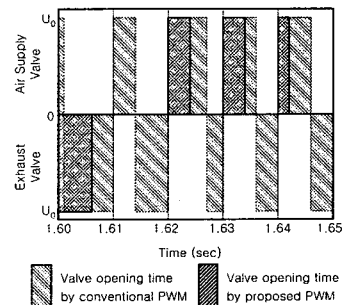 U₀
Air Supply
Valve
0
Exhaust
Valve
U₀
1.60 1.61 1.62 1.63 1.64 1.65
Time (sec)
Valve opening time
by conventional PWM
Valve opening time
by proposed PWM